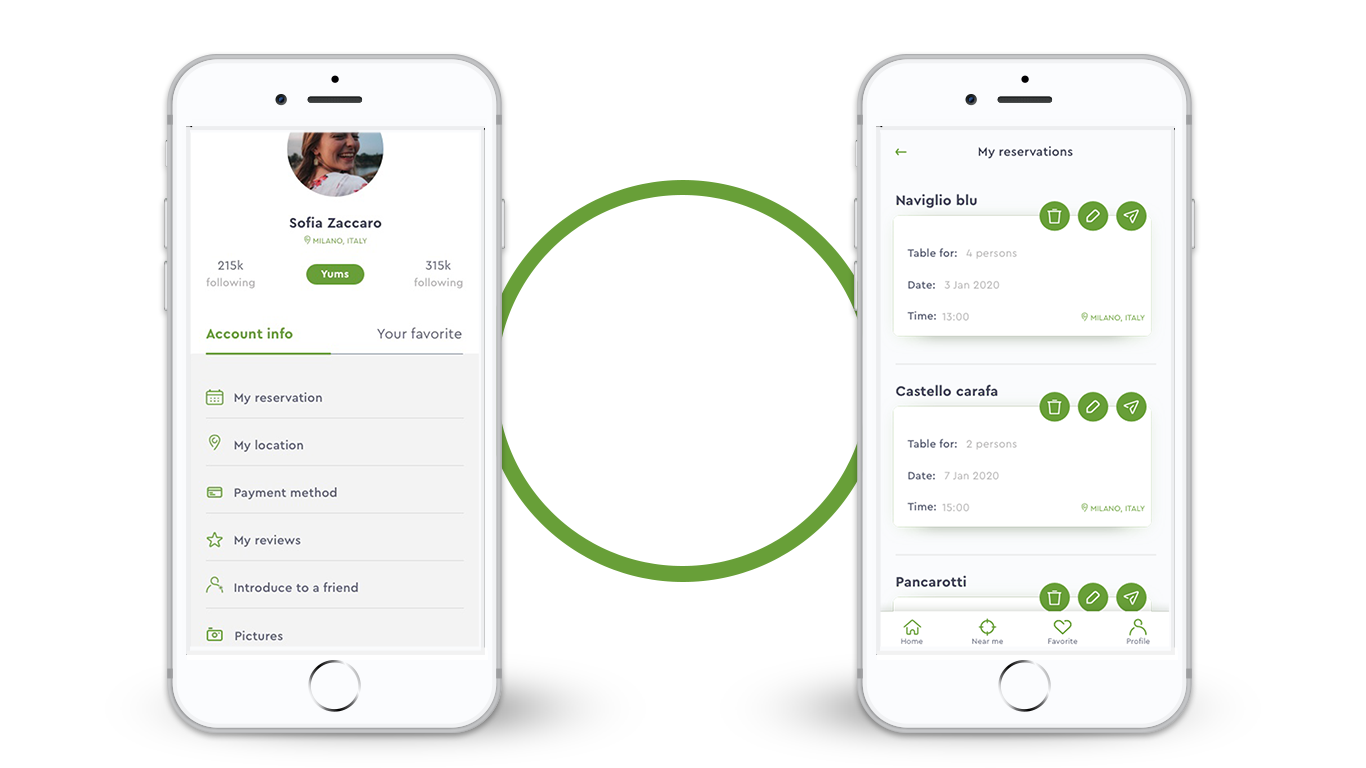 Sofia Zaccaro
MILANO, ITALY
215k
following
Yums
315k
following
Account info
Your favorite
My reservation
My location
Payment method
My reviews
Introduce to a friend
Pictures
My reservations
Naviglio blu
Table for: 4 persons
Date: 3 Jan 2020
Time: 13:00
MILANO, ITALY
Castello carafa
Table for: 2 persons
Date: 7 Jan 2020
Time: 15:00
MILANO, ITALY
Pancarotti
Home
Near me
Favorite
Profile